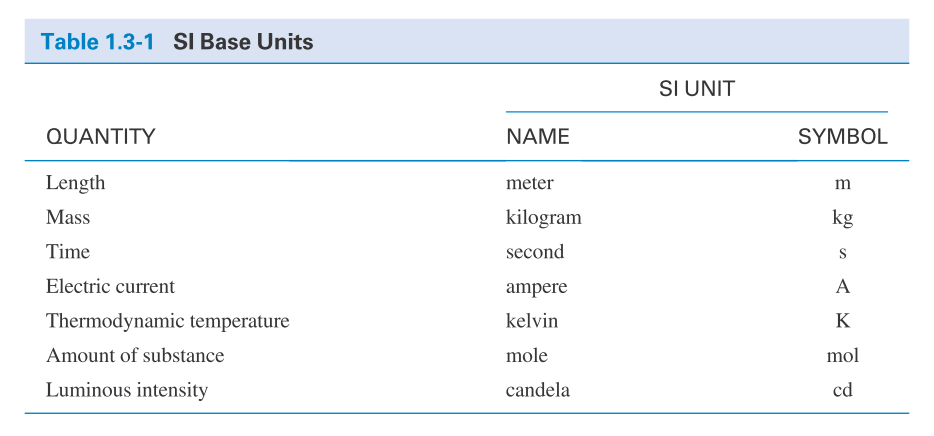 Table 1.3-1 SI Base Units
SI UNIT
QUANTITY NAME SYMBOL
Length meter m
Mass kilogram kg
Time second s
Electric current ampere A
Thermodynamic temperature kelvin K
Amount of substance mole mol
Luminous intensity candela cd